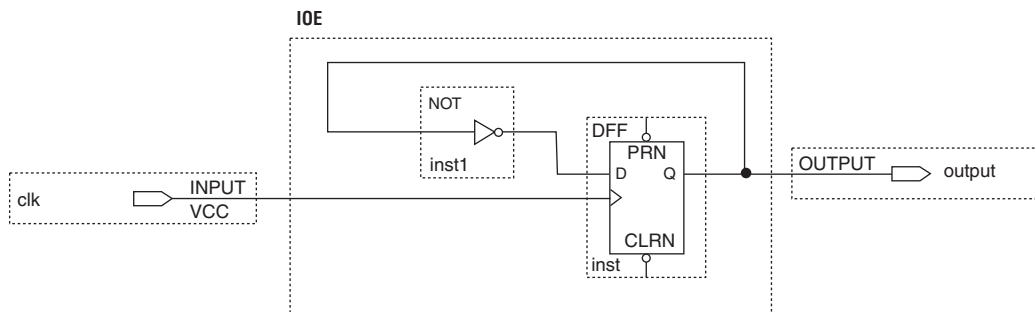 IOE
NOT
inst1
DFF
PRN
D
Q
CLRN
inst
clk
INPUT
VCC
OUTPUT
output